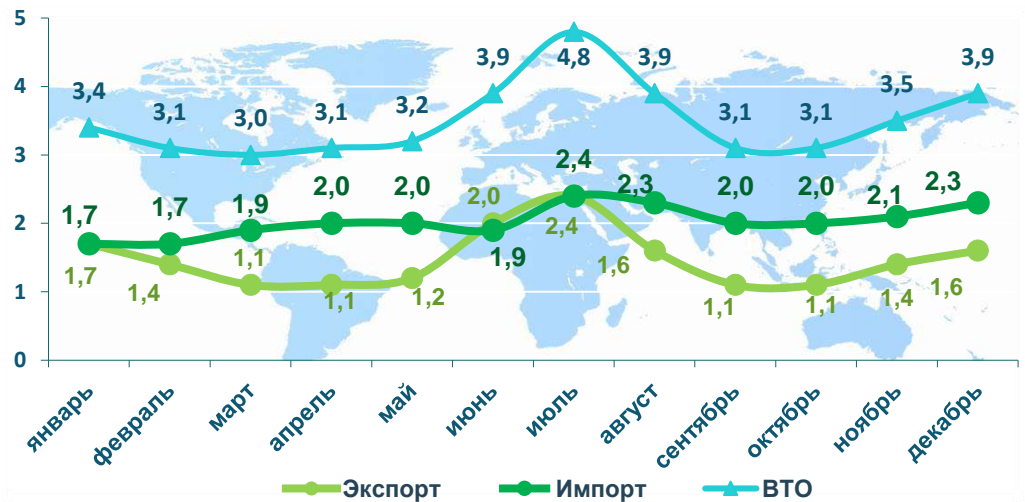 5
4
3
2
1
0
3,4
3,1
3,0
3,1
3,2
3,9
4,8
3,9
3,1
3,1
3,5
3,9
1,7
1,7
1,9
2,0
2,0
1,9
2,4
2,3
2,0
2,0
2,1
2,3
1,7
1,4
1,1
1,1
1,2
2,0
2,4
1,6
1,1
1,1
1,4
1,6
январь
февраль
март
апрель
май
июнь
июль
август
сентябрь
октябрь
ноябрь
декабрь
Экспорт
Импорт
ВТО